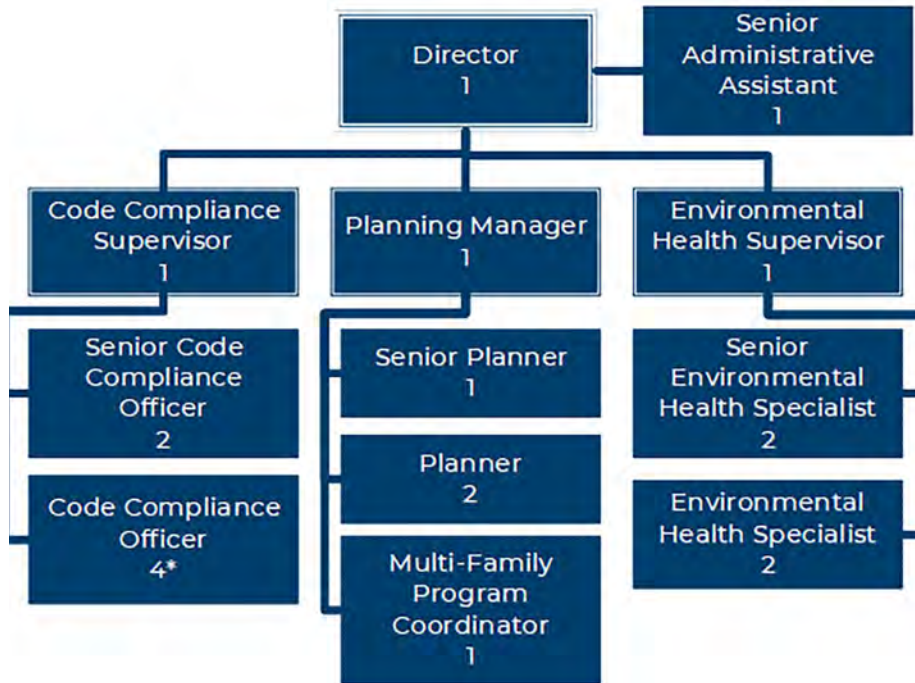 Director
1
Senior
Administrative
Assistant
1
Code Compliance
Supervisor
1
Planning Manager
1
Environmental
Health Supervisor
1
Senior Code
Compliance
Officer
2
Senior Planner
1
Senior
Environmental
Health Specialist
2
Code Compliance
Officer
4*
Planner
2
Environmental
Health Specialist
2
Multi-Family
Program
Coordinator
1